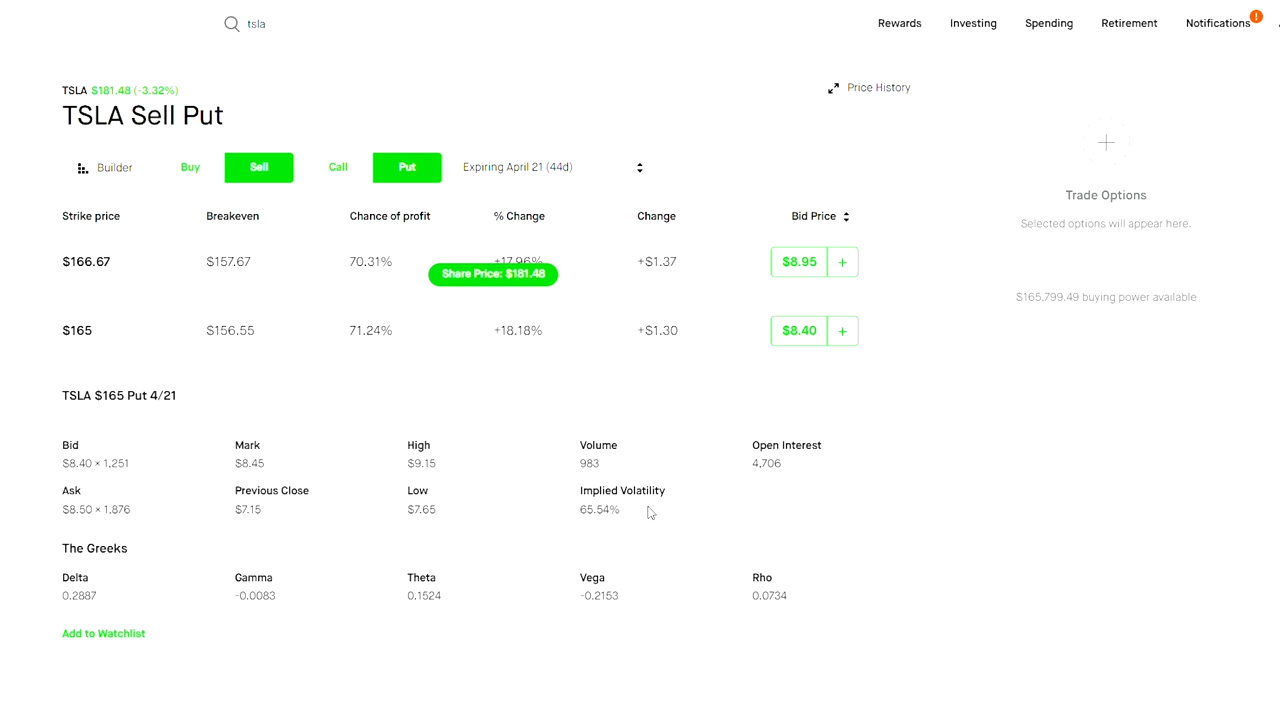 tsla
Rewards Investing Spending Retirement Notifications !
TSLA $181.48 (-3.32%)
Price History
TSLA Sell Put
Builder Buy Sell Call Put Expiring April 21 (44d)
Strike price Breakeven Chance of profit % Change Change Bid Price
$166.67 $157.67 70.31% +17.96% +$1.37 $8.95 +
Share Price: $181.48
$165 $156.55 71.24% +18.18% +$1.30 $8.40 +
Trade Options
Selected options will appear here.
$165,799.49 buying power available
TSLA $165 Put 4/21
Bid Mark High Volume Open Interest
$8.40 × 1,251 $8.45 $9.15 983 4,706
Ask Previous Close Low Implied Volatility
$8.50 × 1,876 $7.15 $7.65 65.54%
The Greeks
Delta Gamma Theta Vega Rho
0.2887 -0.0083 0.1524 -0.2153 0.0734
Add to Watchlist